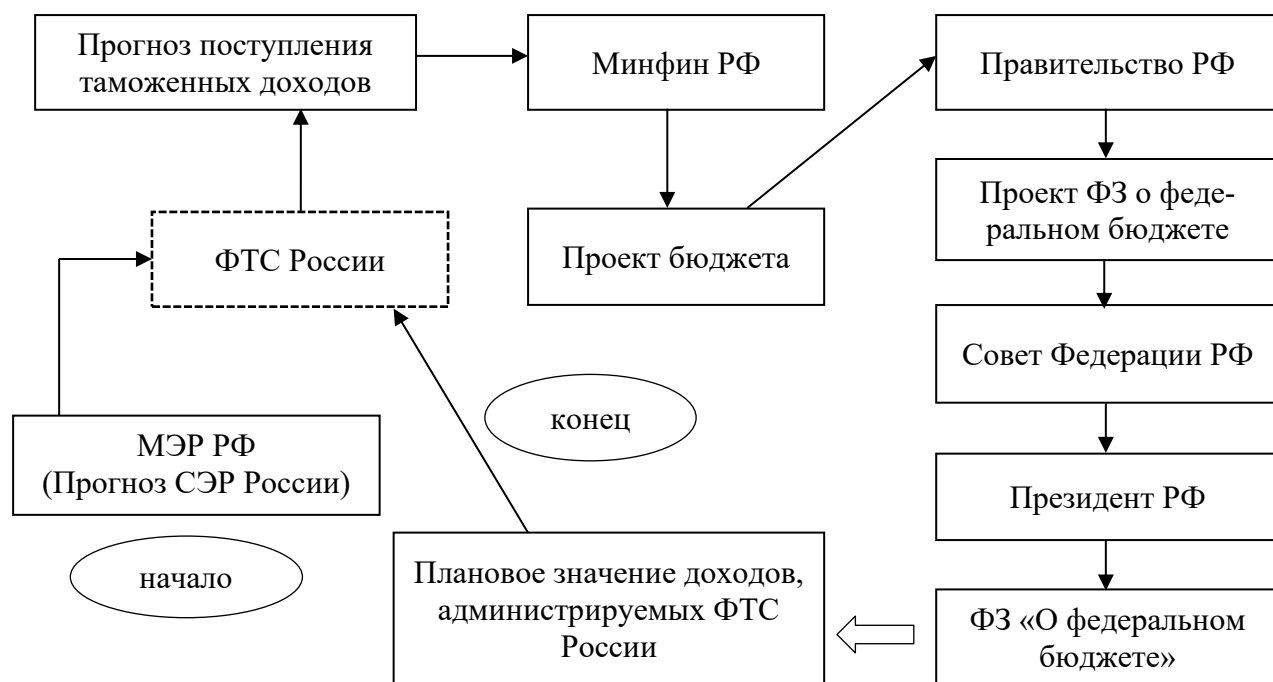 Прогноз поступления
таможенных доходов
Минфин РФ
Правительство РФ
Проект ФЗ о феде-
ральном бюджете
ФТС России
Проект бюджета
Совет Федерации РФ
конец
МЭР РФ
(Прогноз СЭР России)
Президент РФ
начало
Плановое значение доходов,
администрируемых ФТС
России
ФЗ «О федеральном
бюджете»